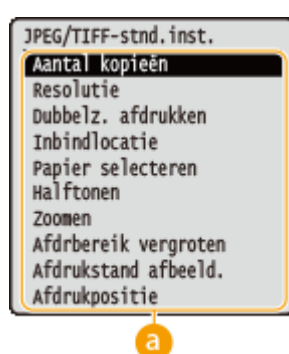 JPEG/TIFF-stnd.inst.
Aantal kopieën
Resolutie
Dubbelz. afdrukken
Inbindlocatie
Papier selecteren
Halftonen
Zoomen
Afdrbereik vergroten
Afdrukstand afbeeld.
Afdrukpositie
a